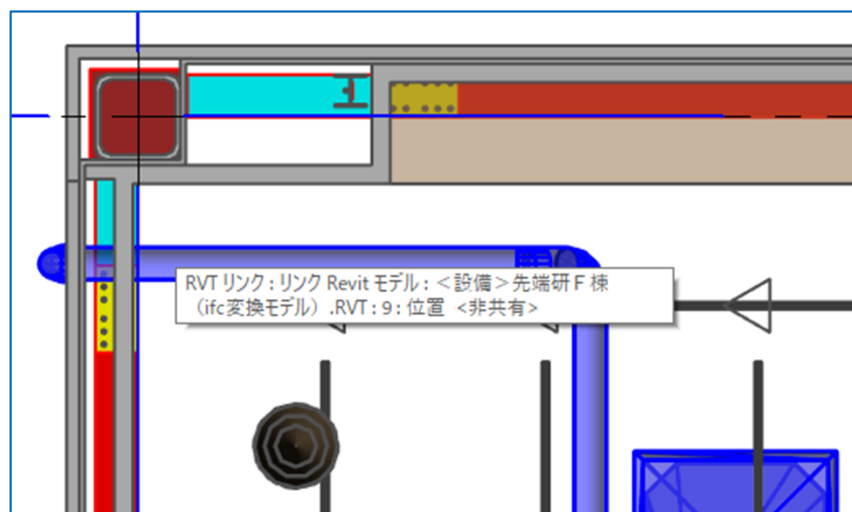 RVT リンク : リンク Revit モデル : ＜設備＞先端研Ｆ棟
（ifc変換モデル）.RVT : 9 : 位置 <非共有>